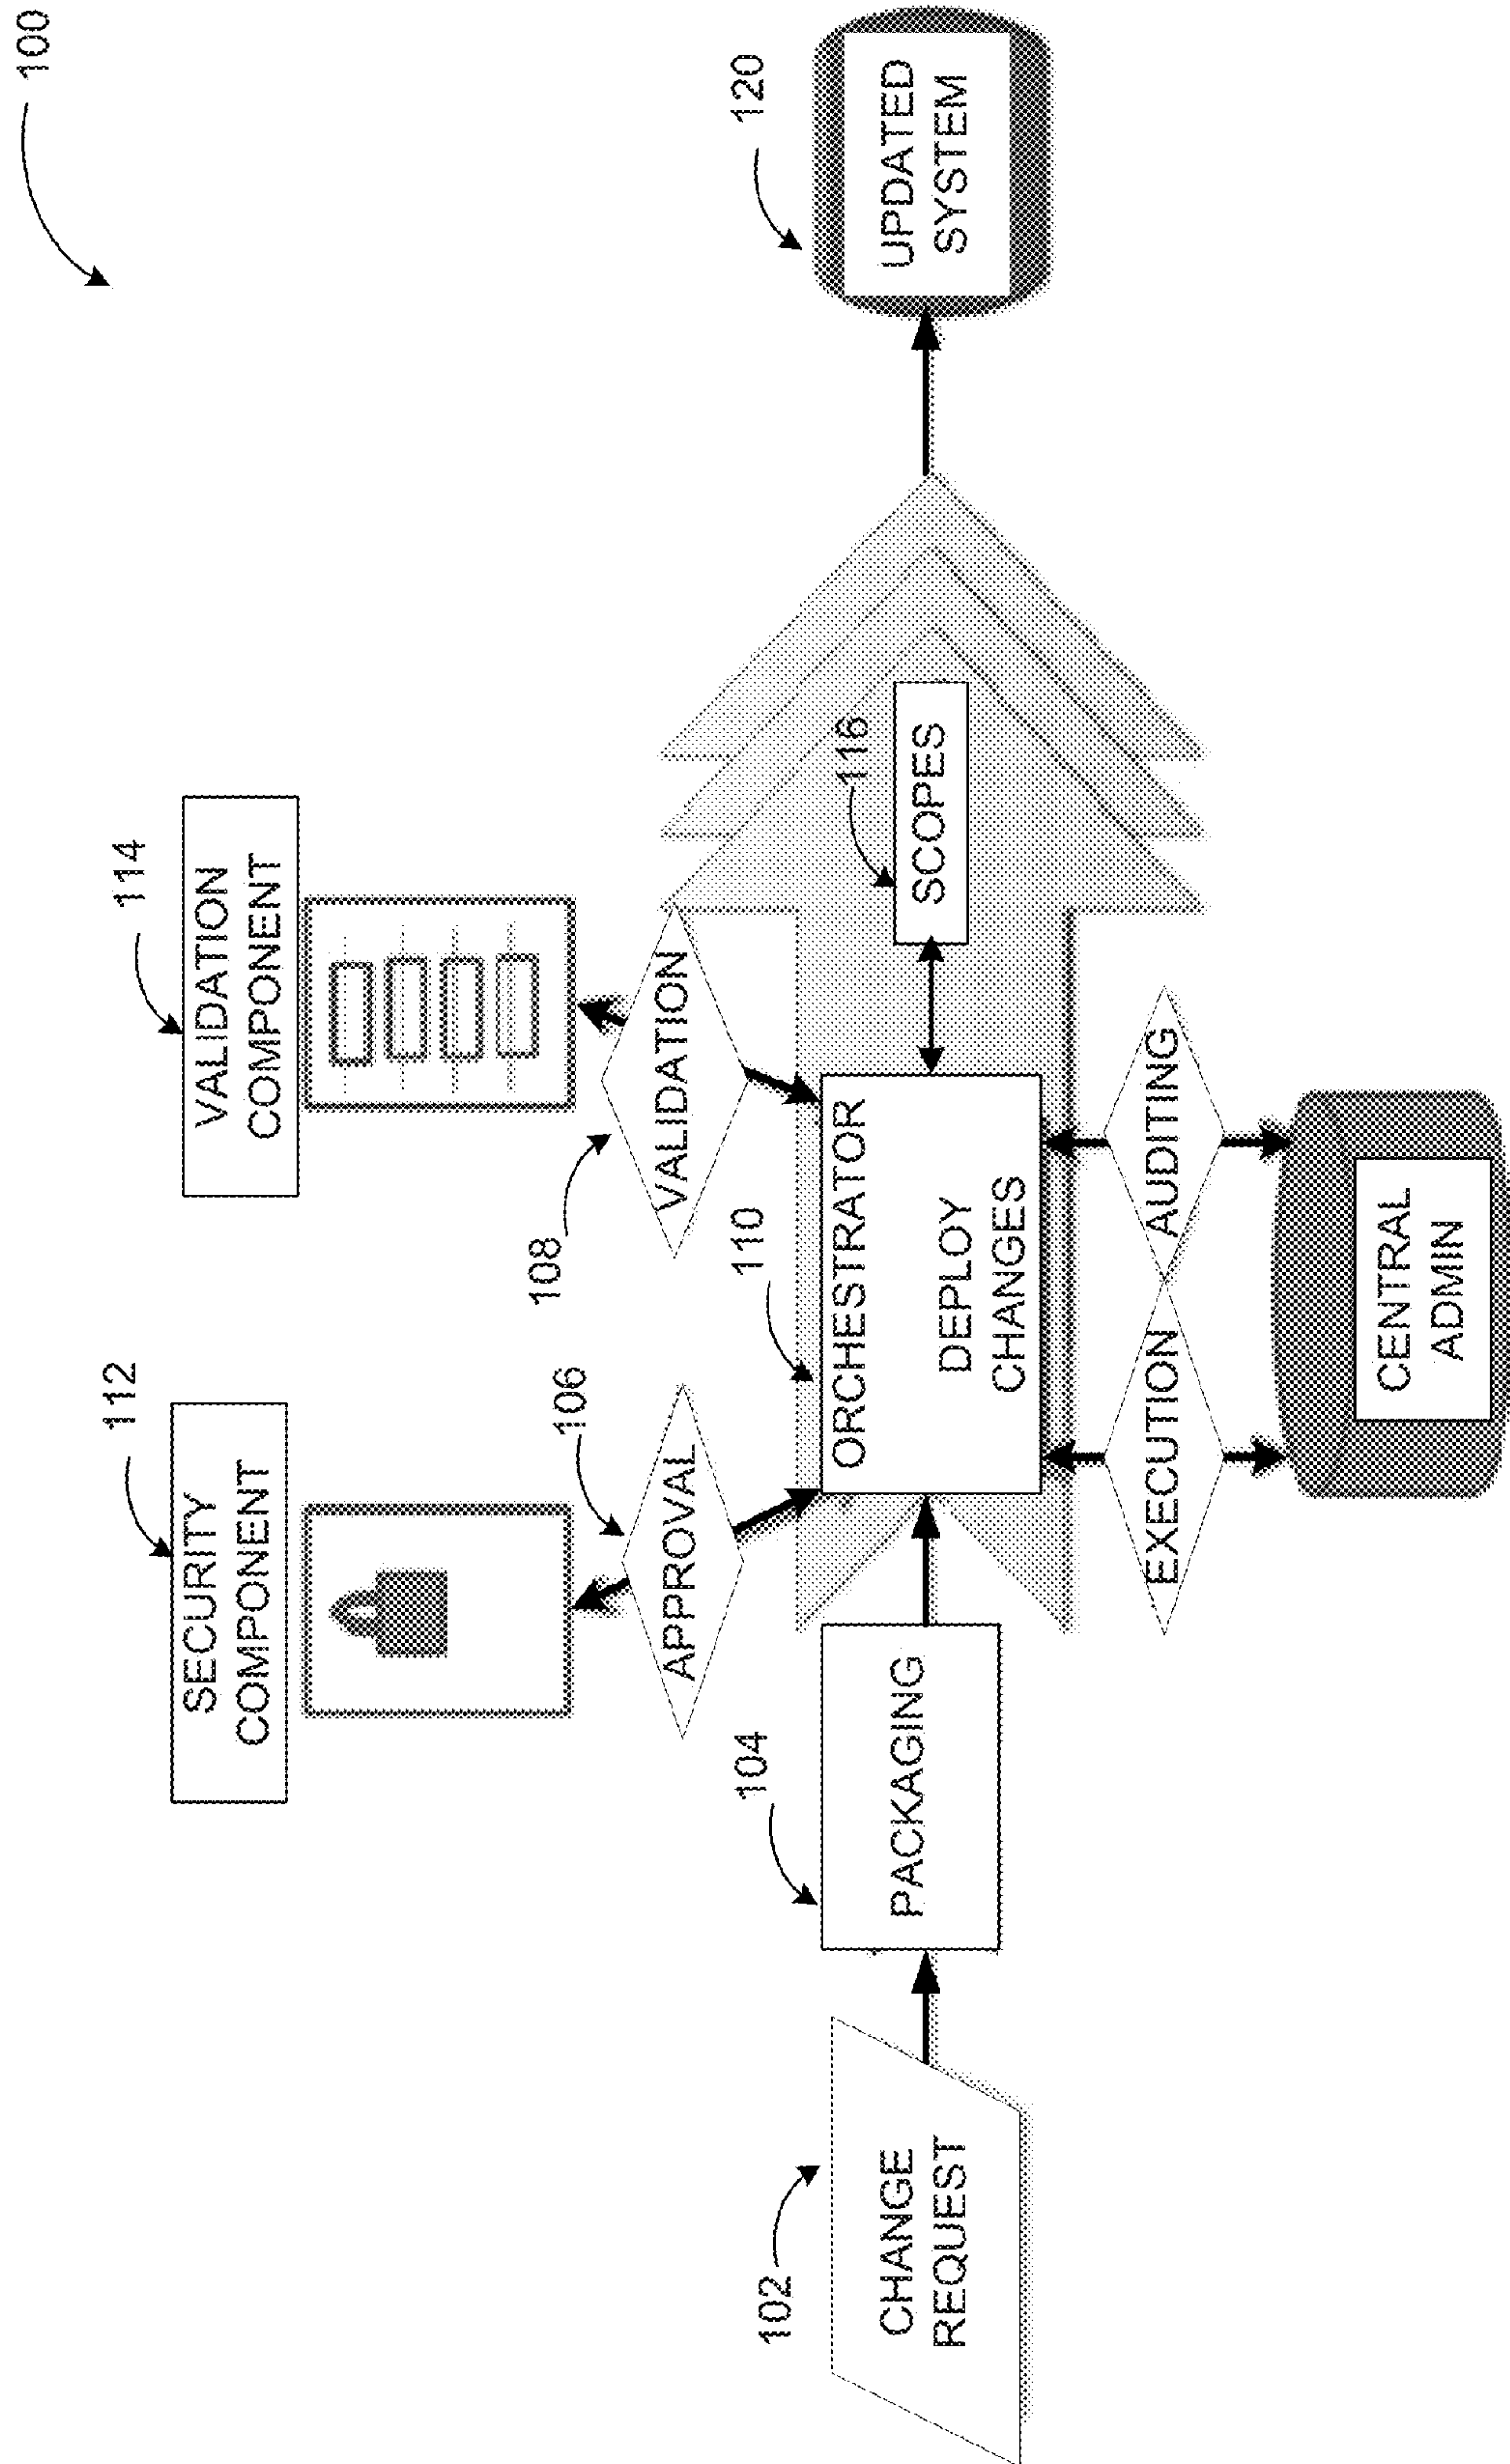 100
112
SECURITY
COMPONENT
114
VALIDATION
COMPONENT
106
APPROVAL
108
VALIDATION
102
CHANGE
REQUEST
104
PACKAGING
110
ORCHESTRATOR
DEPLOY
CHANGES
116
SCOPES
120
UPDATED
SYSTEM
EXECUTION
AUDITING
CENTRAL
ADMIN